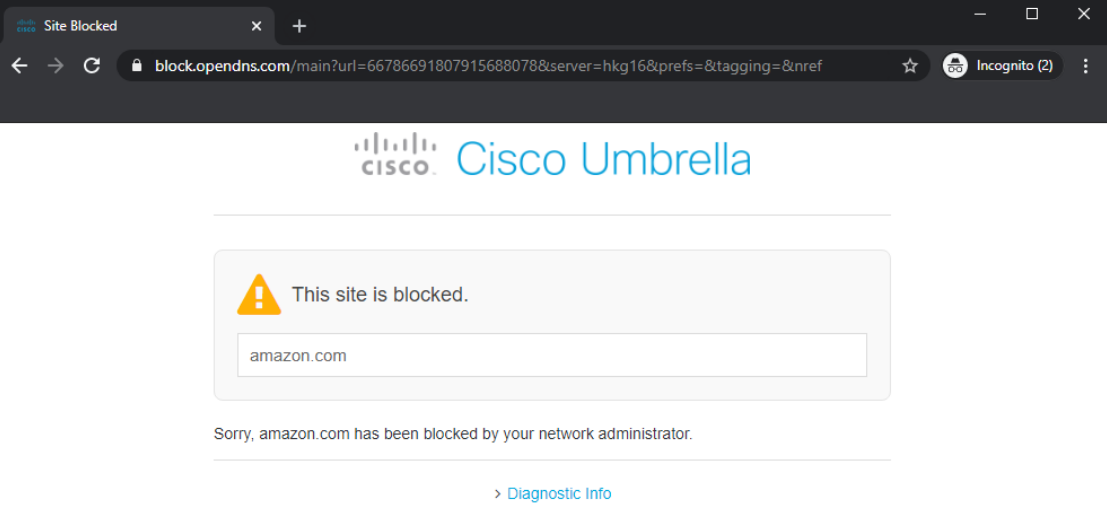 cisco Site Blocked
block.opendns.com/main?url=66786691807915688078&server=hkg16&prefs=&tagging=&nref
Incognito (2)
cisco. Cisco Umbrella
This site is blocked.
amazon.com
Sorry, amazon.com has been blocked by your network administrator.
Diagnostic Info